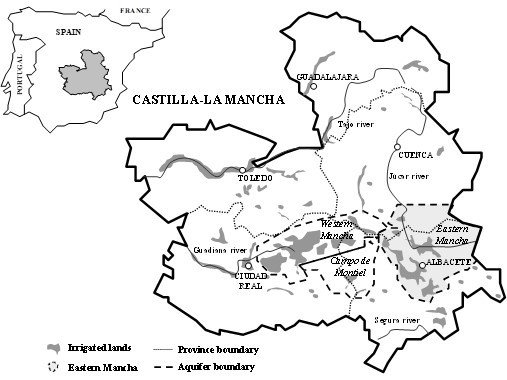 FRANCE
SPAIN
PORTUGAL
CASTILLA-LA MANCHA
GUADALAJARA
Tajo river
CUENCA
Jucar river
TOLEDO
Western
Mancha
Eastern
Mancha
Guadiana river
CIUDAD
REAL
Campo de
Montiel
ALBACETE
Segura river
Irrigated lands
Province boundary
Eastern Mancha
Aquifer boundary